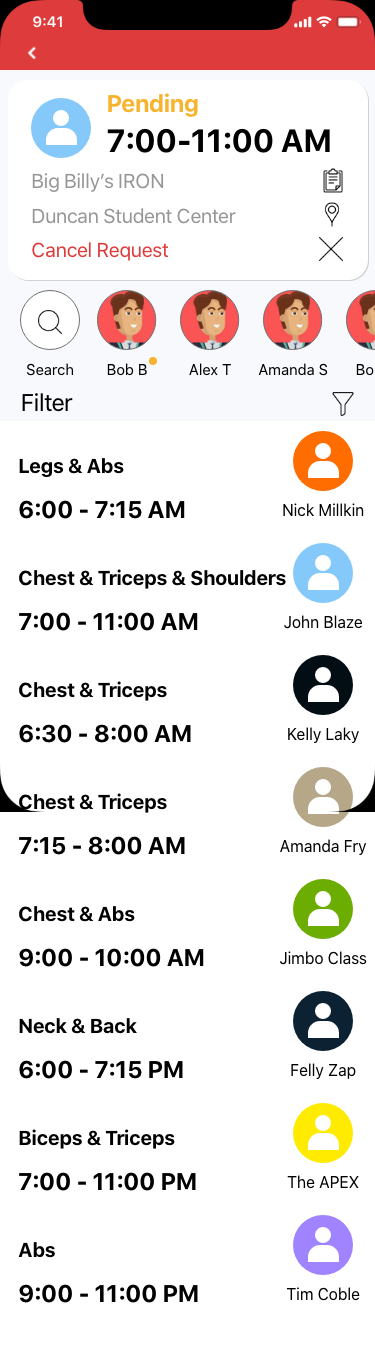 9:41
Pending
7:00-11:00 AM
Big Billy's IRON
Duncan Student Center
Cancel Request
Search
Bob B
Alex T
Amanda S
Bo
Filter
Legs & Abs
6:00 - 7:15 AM
Nick Millkin
Chest & Triceps & Shoulders
7:00 - 11:00 AM
John Blaze
Chest & Triceps
6:30 - 8:00 AM
Kelly Laky
Chest & Triceps
7:15 - 8:00 AM
Amanda Fry
Chest & Abs
9:00 - 10:00 AM
Jimbo Class
Neck & Back
6:00 - 7:15 PM
Felly Zap
Biceps & Triceps
7:00 - 11:00 PM
The APEX
Abs
9:00 - 11:00 PM
Tim Coble